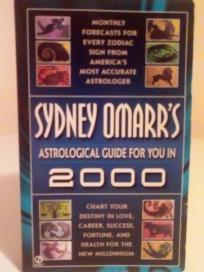 MONTHLY
FORECASTS FOR
EVERY ZODIAC
SIGN FROM
AMERICA'S
MOST ACCURATE
ASTROLOGER
SYDNEY OMARR'S
ASTROLOGICAL GUIDE FOR YOU IN
2000
CHART YOUR
DESTINY IN LOVE,
CAREER, SUCCESS,
FORTUNE, AND
HEALTH FOR THE
NEW MILLENNIUM